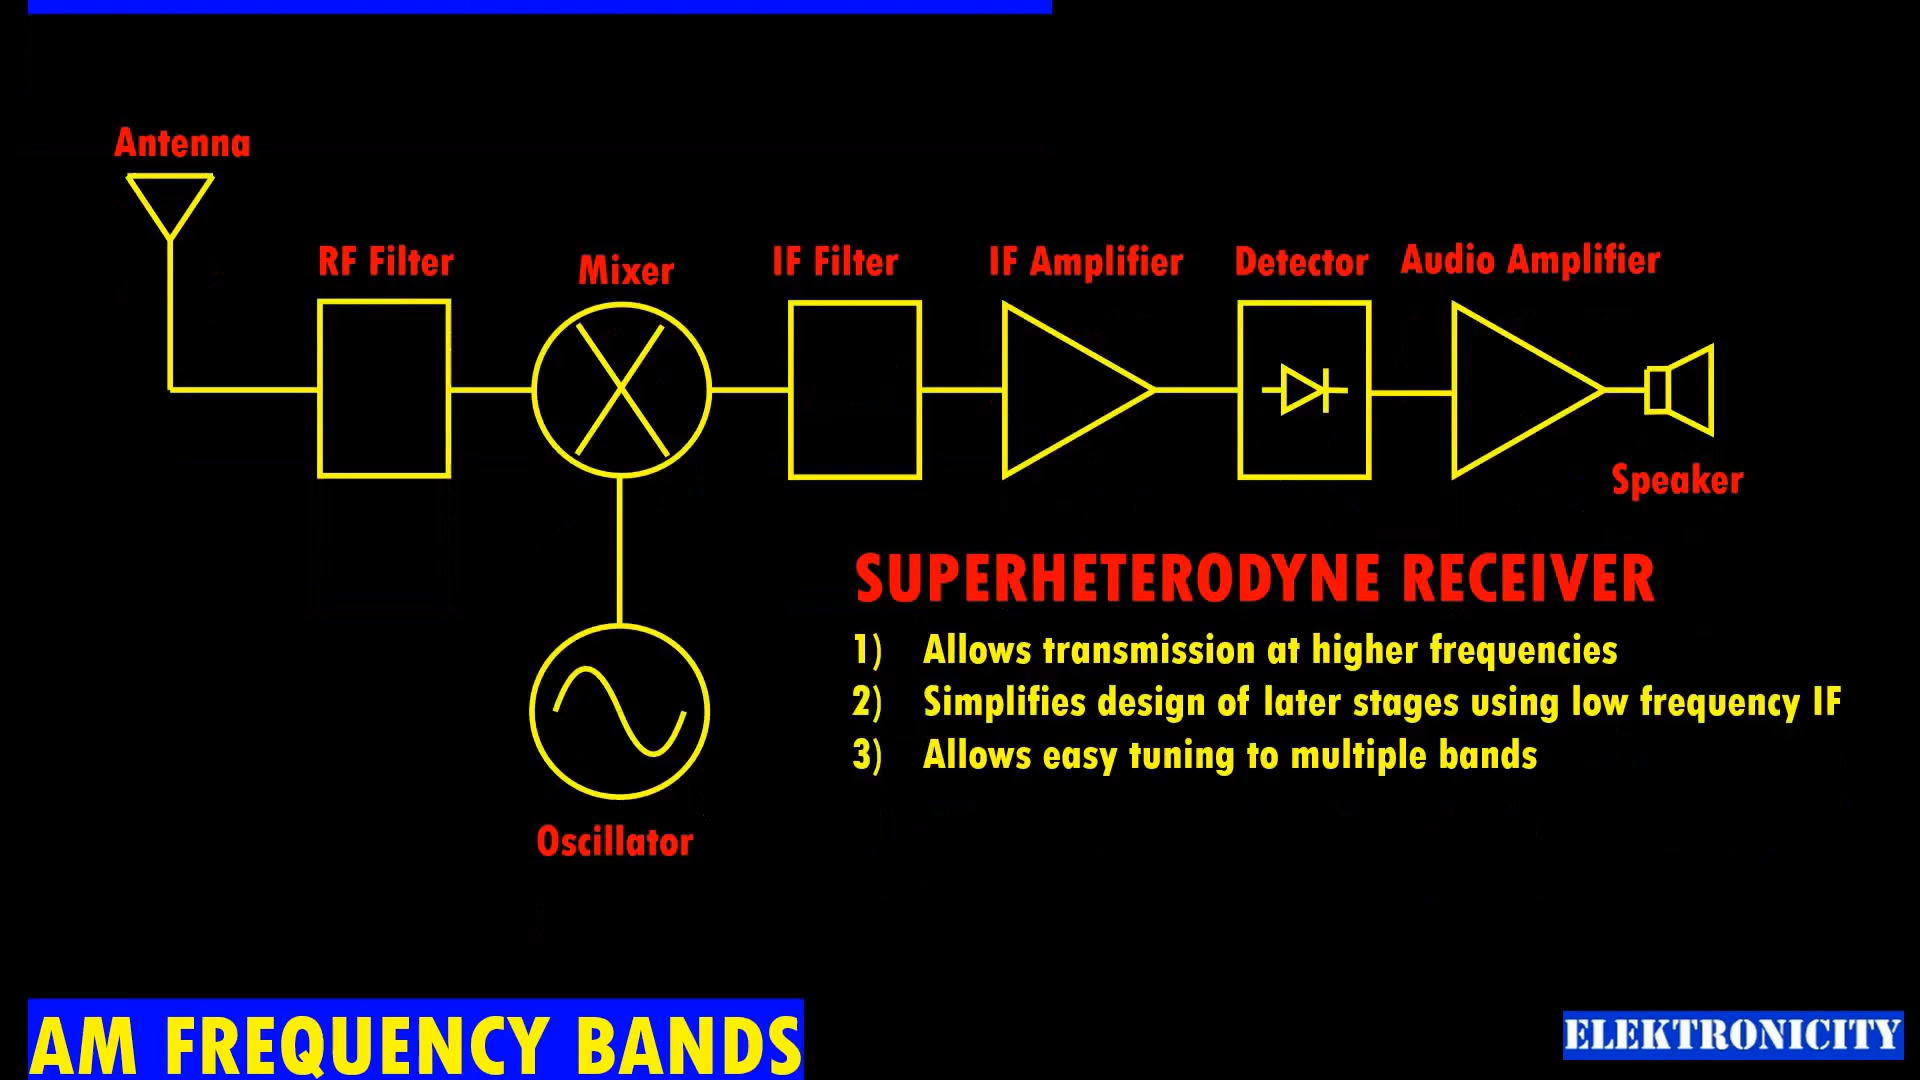 Antenna
RF Filter
Mixer
IF Filter
IF Amplifier
Detector
Audio Amplifier
Speaker
SUPERHETERODYNE RECEIVER
1) Allows transmission at higher frequencies
2) Simplifies design of later stages using low frequency IF
3) Allows easy tuning to multiple bands
Oscillator
AM FREQUENCY BANDS
ELEKTRONICITY